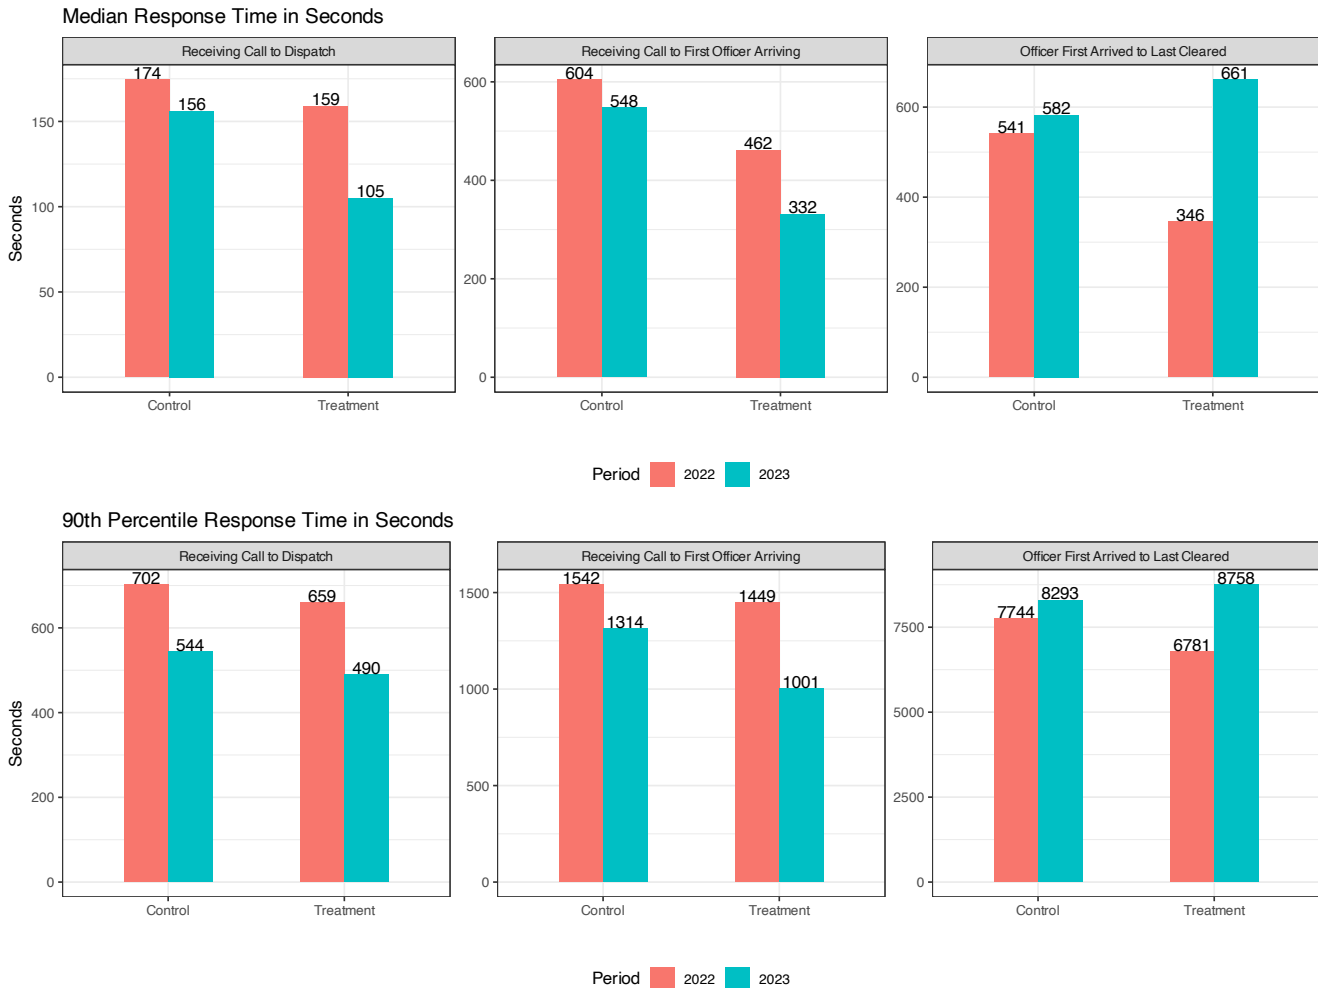 Median Response Time in Seconds
Receiving Call to Dispatch
Receiving Call to First Officer Arriving
Officer First Arrived to Last Cleared
Seconds
150
100
50
0
174
156
159
105
Control
Treatment
600
400
200
0
604
548
462
332
Control
Treatment
600
400
200
0
541
582
346
661
Control
Treatment
Period 2022 2023
90th Percentile Response Time in Seconds
Receiving Call to Dispatch
Receiving Call to First Officer Arriving
Officer First Arrived to Last Cleared
Seconds
600
400
200
0
702
544
659
490
Control
Treatment
1500
1000
500
0
1542
1314
1449
1001
Control
Treatment
7500
5000
2500
0
7744
8293
6781
8758
Control
Treatment
Period 2022 2023